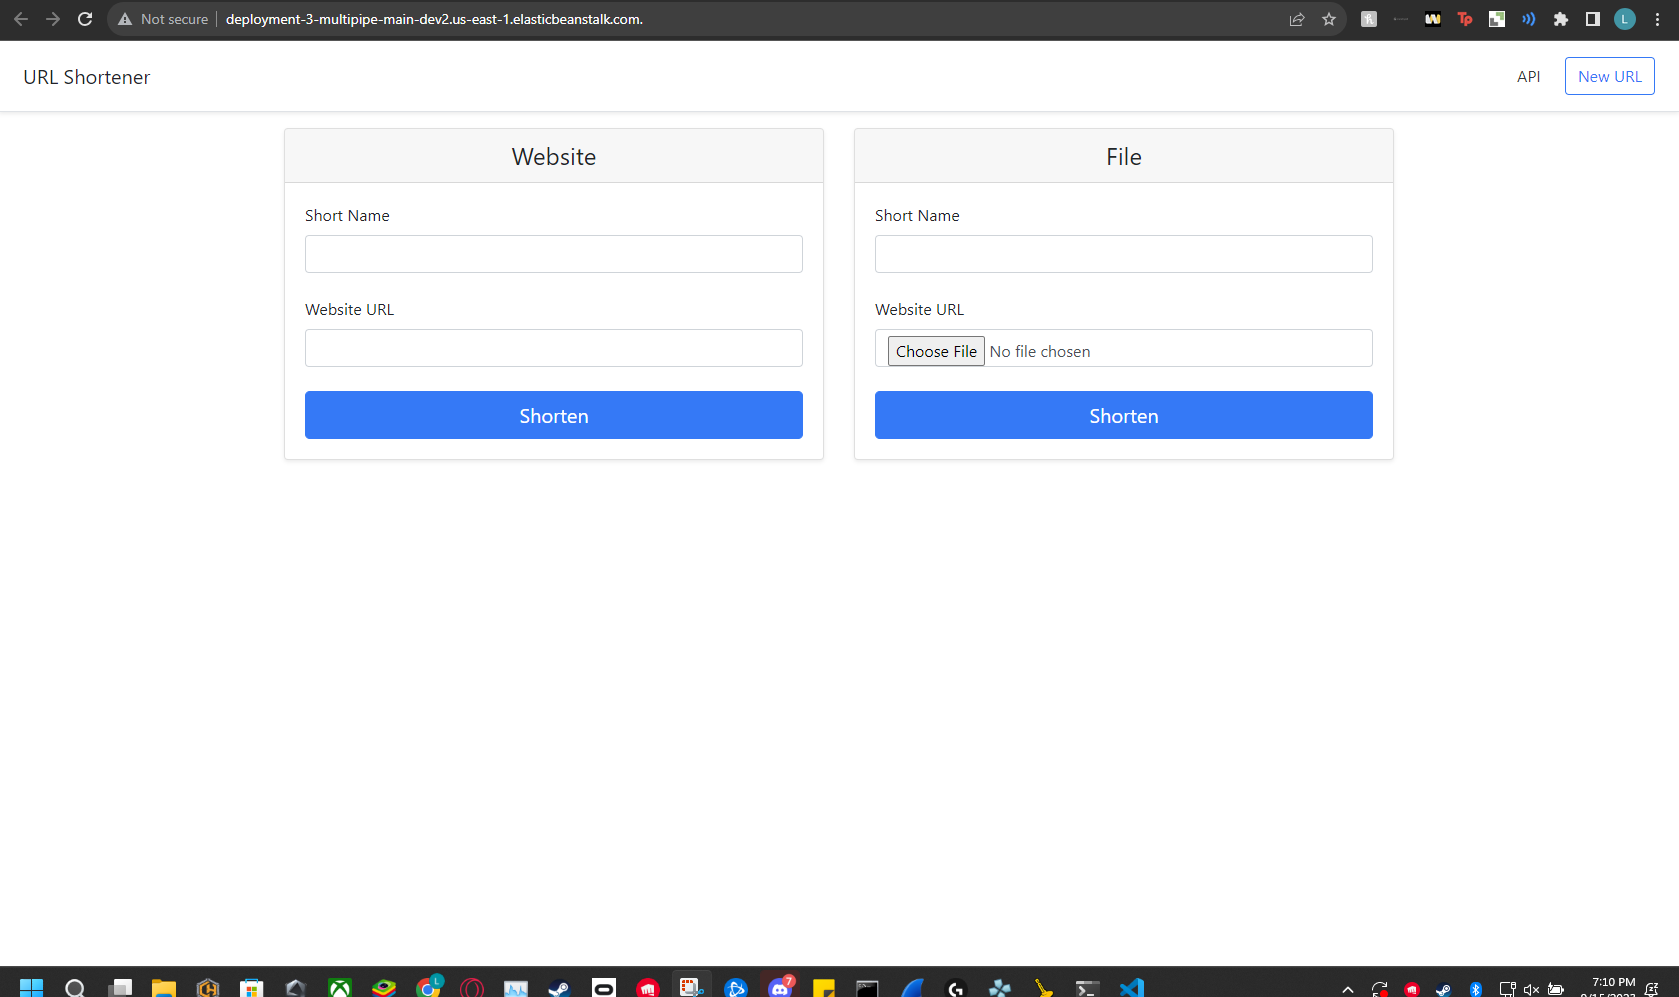 Not secure deployment-3-multipipe-main-dev2.us-east-1.elasticbeanstalk.com.
L
URL Shortener
API
New URL
Website
Short Name
Website URL
Shorten
File
Short Name
Website URL
Choose File No file chosen
Shorten
L
7
7:10 PM